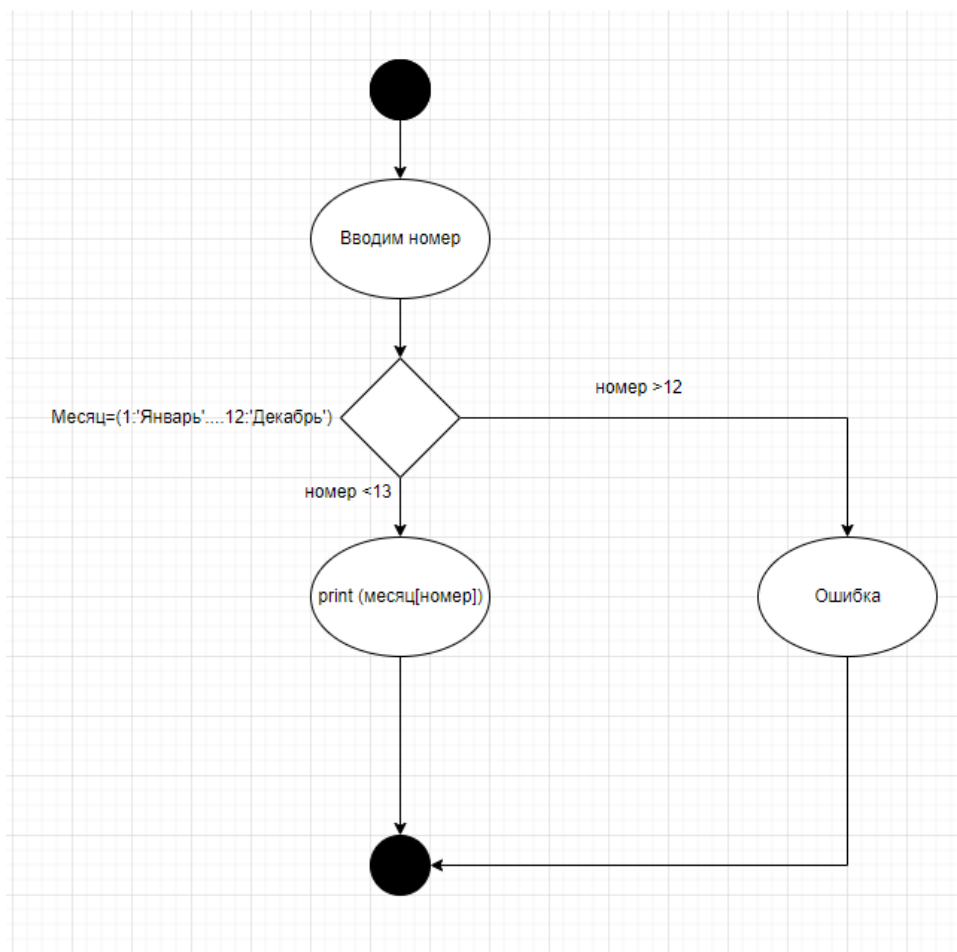 Вводим номер
номер >12
Месяц=(1:'Январь'....12:'Декабрь')
номер <13
print (месяц[номер])
Ошибка